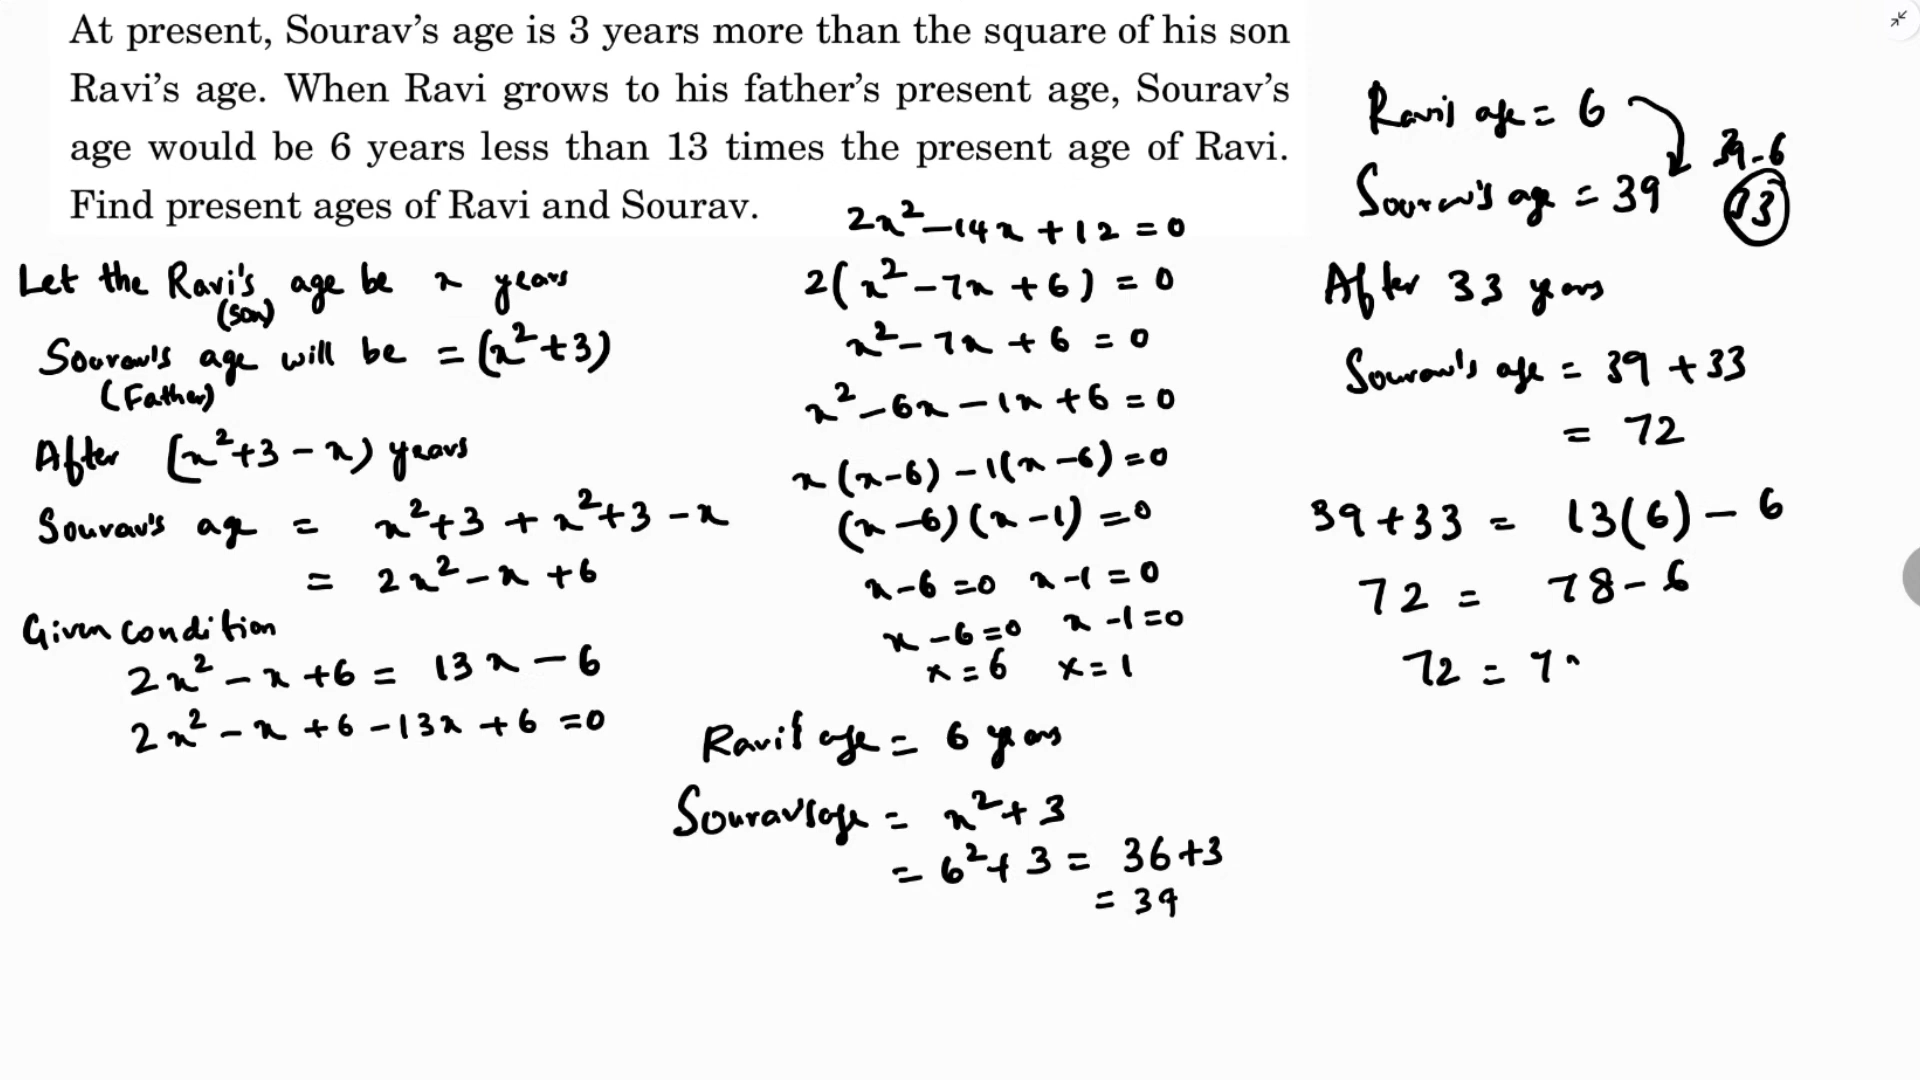 At present, Sourav's age is 3 years more than the square of his son
Ravi's age. When Ravi grows to his father's present age, Sourav's
age would be 6 years less than 13 times the present age of Ravi.
Find present ages of Ravi and Sourav.
Let the Ravi's age be x years
(son)
Sourav's age will be = (x²+3)
(Father)
After (x²+3-x) years
Sourav's age = x²+3 + x²+3-x
= 2x²-x+6
Given condition
2x²-x+6 = 13x-6
2x²-x+6-13x+6=0
2x²-14x+12=0
2(x²-7x+6)=0
x²-7x+6=0
x²-6x-1x+6=0
x(x-6)-1(x-6)=0
(x-6)(x-1)=0
x-6=0 x-1=0
x-6=0 x-1=0
x=6 x=1
Ravi's age = 6 years
Sourav's age = x²+3
= 6²+3 = 36+3
= 39
Ravi's age = 6
39-6
Sourav's age = 39
33
After 33 years
Sourav's age = 39+33
= 72
39+33 = 13(6)-6
72 = 78-6
72 = 7